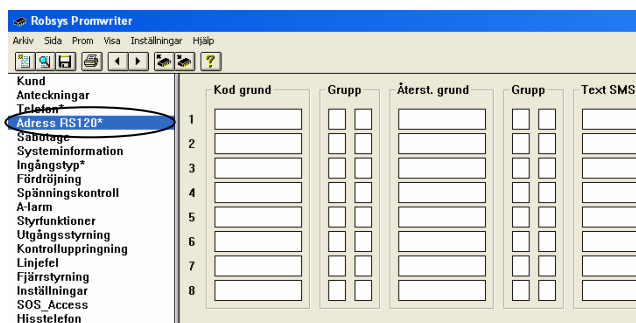 Robsys Promwriter
Arkiv Sida Prom Visa Inställningar Hjälp
Kund
Anteckningar
Telefon*
Adress RS120*
Sabotage
Systeminformation
Ingångstyp*
Fördröjning
Spänningskontroll
A-larm
Styrfunktioner
Utgångsstyrning
Kontrolluppringning
Linjefel
Fjärrstyrning
Inställningar
SOS_Access
Hisstelefon
Kod grund Grupp Återst. grund Grupp Text SMS
1
2
3
4
5
6
7
8